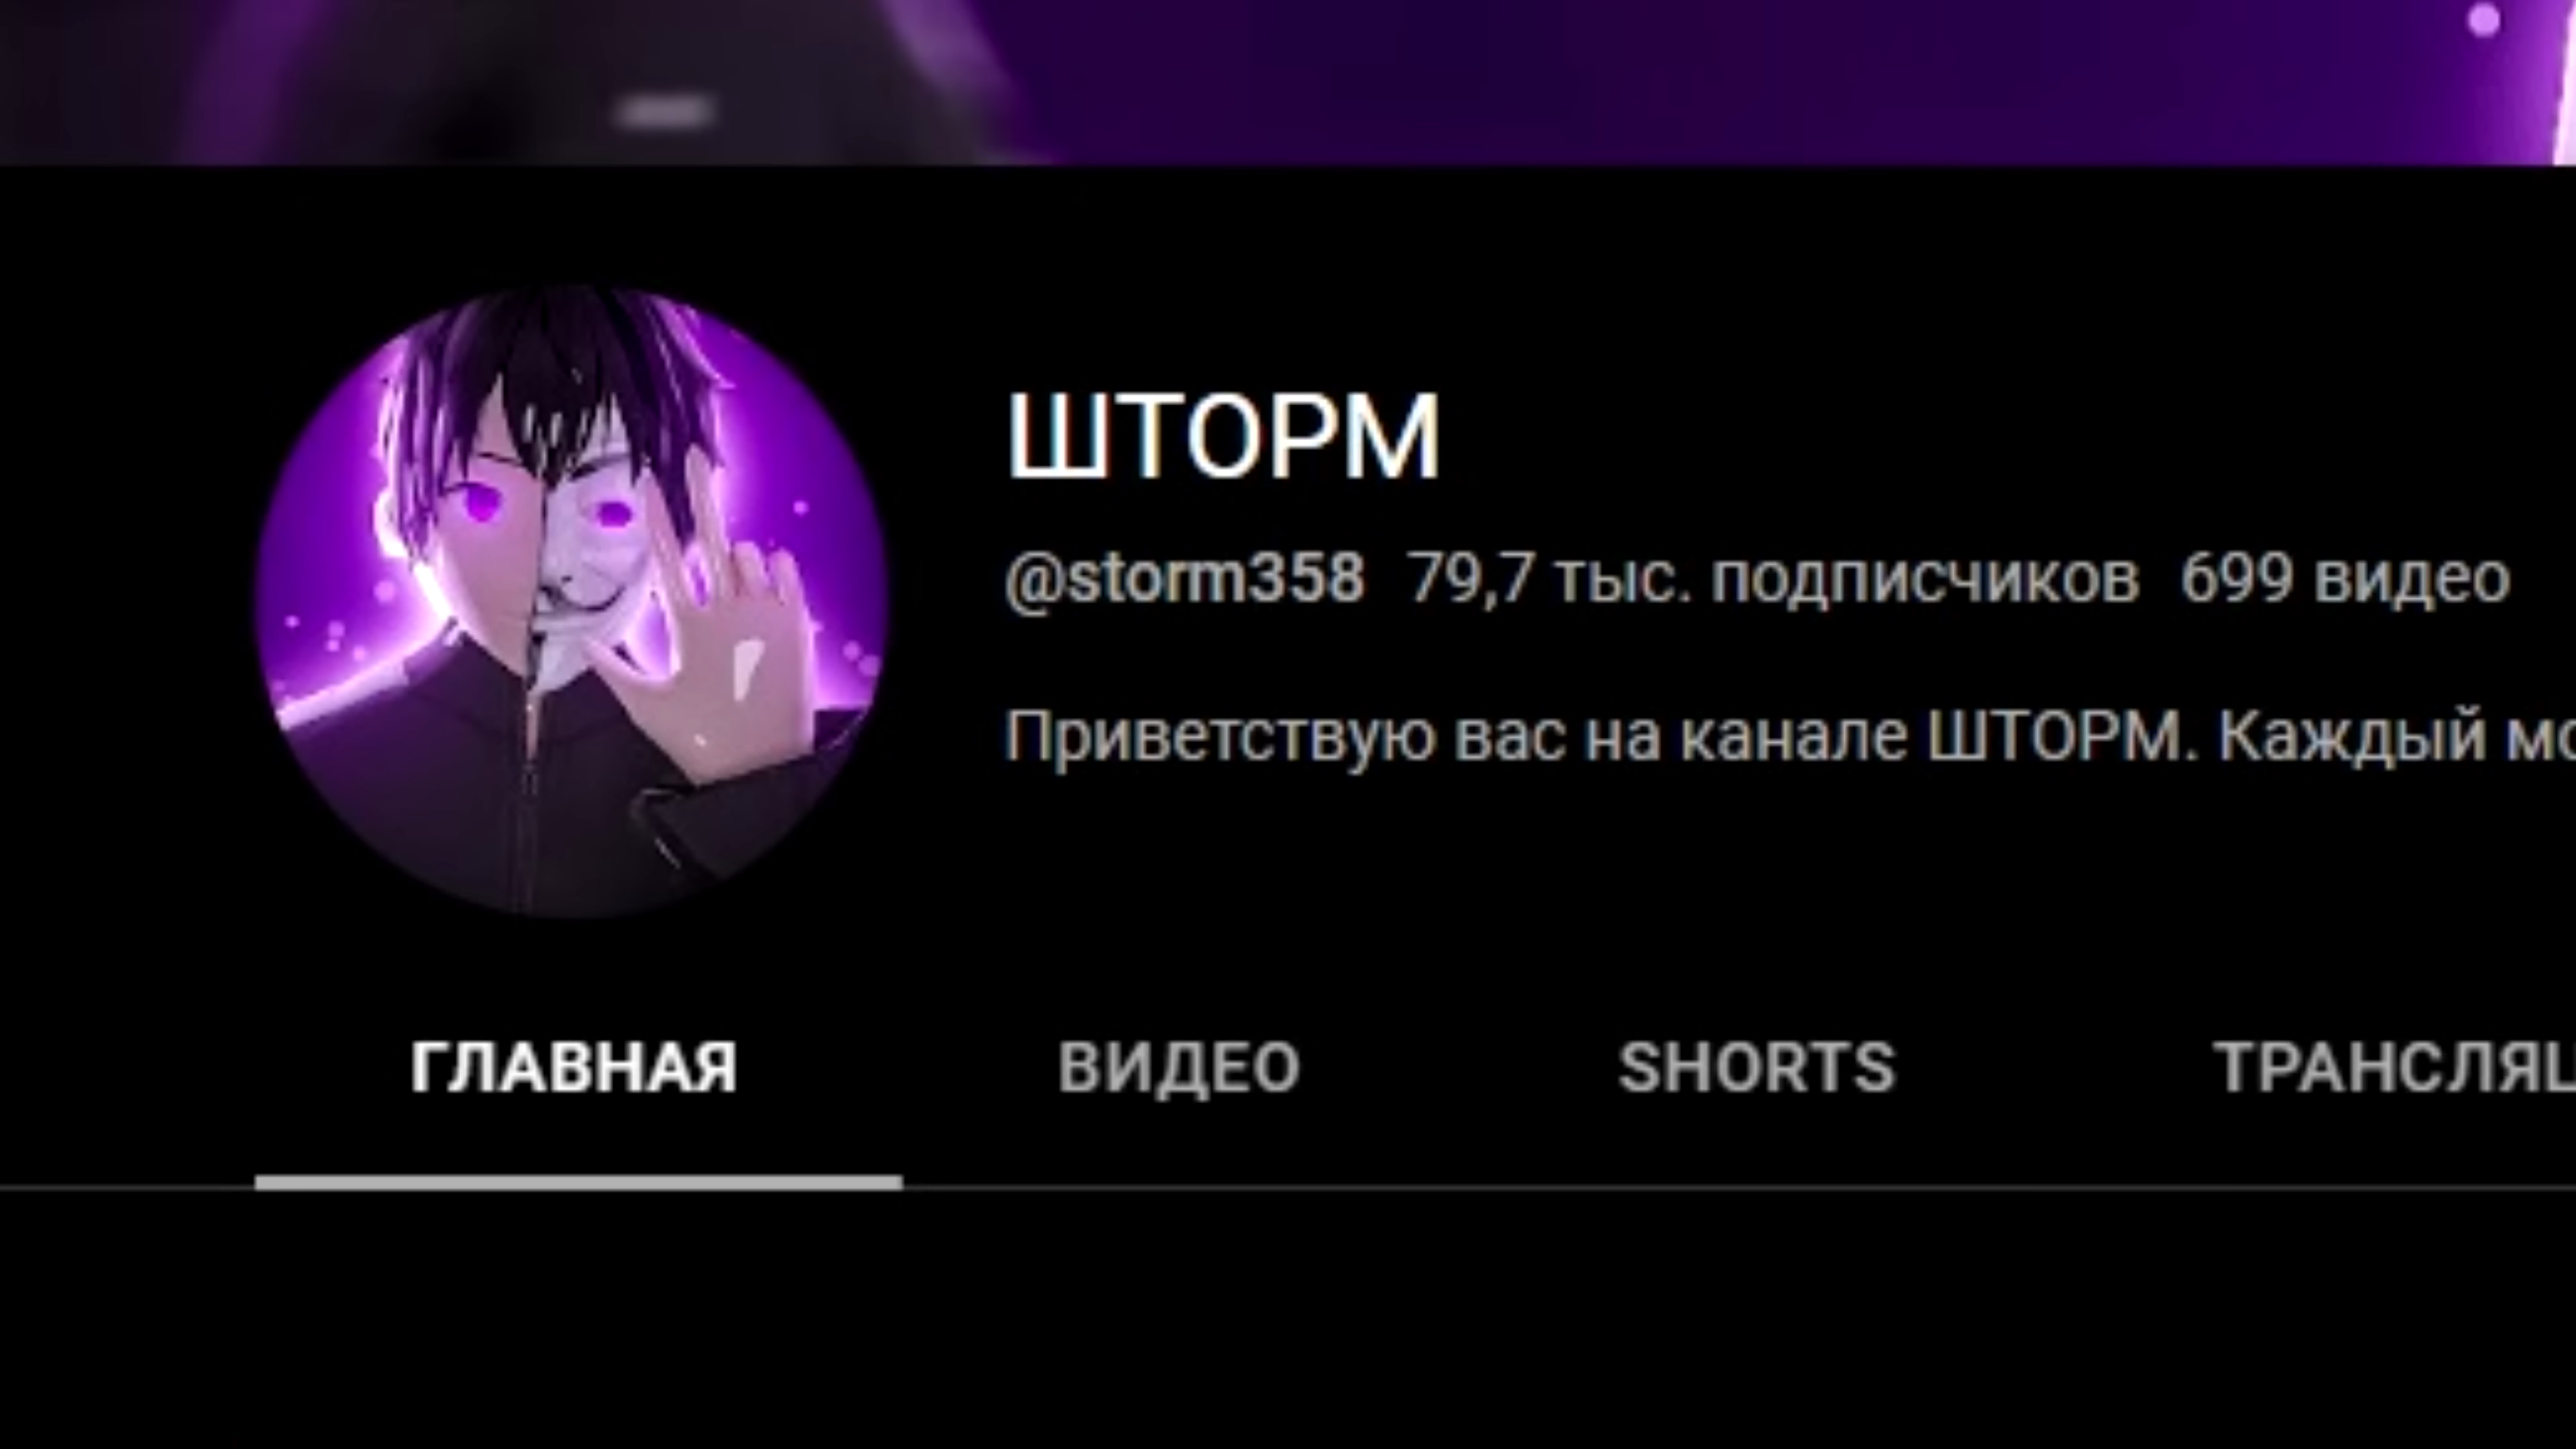 ШТОРМ
@storm358 79,7 тыс. подписчиков 699 видео
Приветствую вас на канале ШТОРМ. Каждый
ГЛАВНАЯ ВИДЕО SHORTS